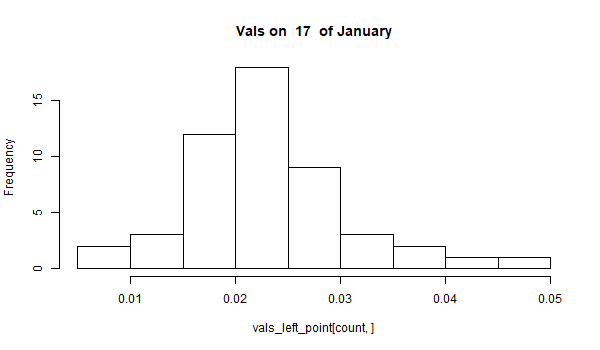 Vals on  17  of January
Frequency
15
10
5
0
0.01 0.02 0.03 0.04 0.05
vals_left_point[count, ]